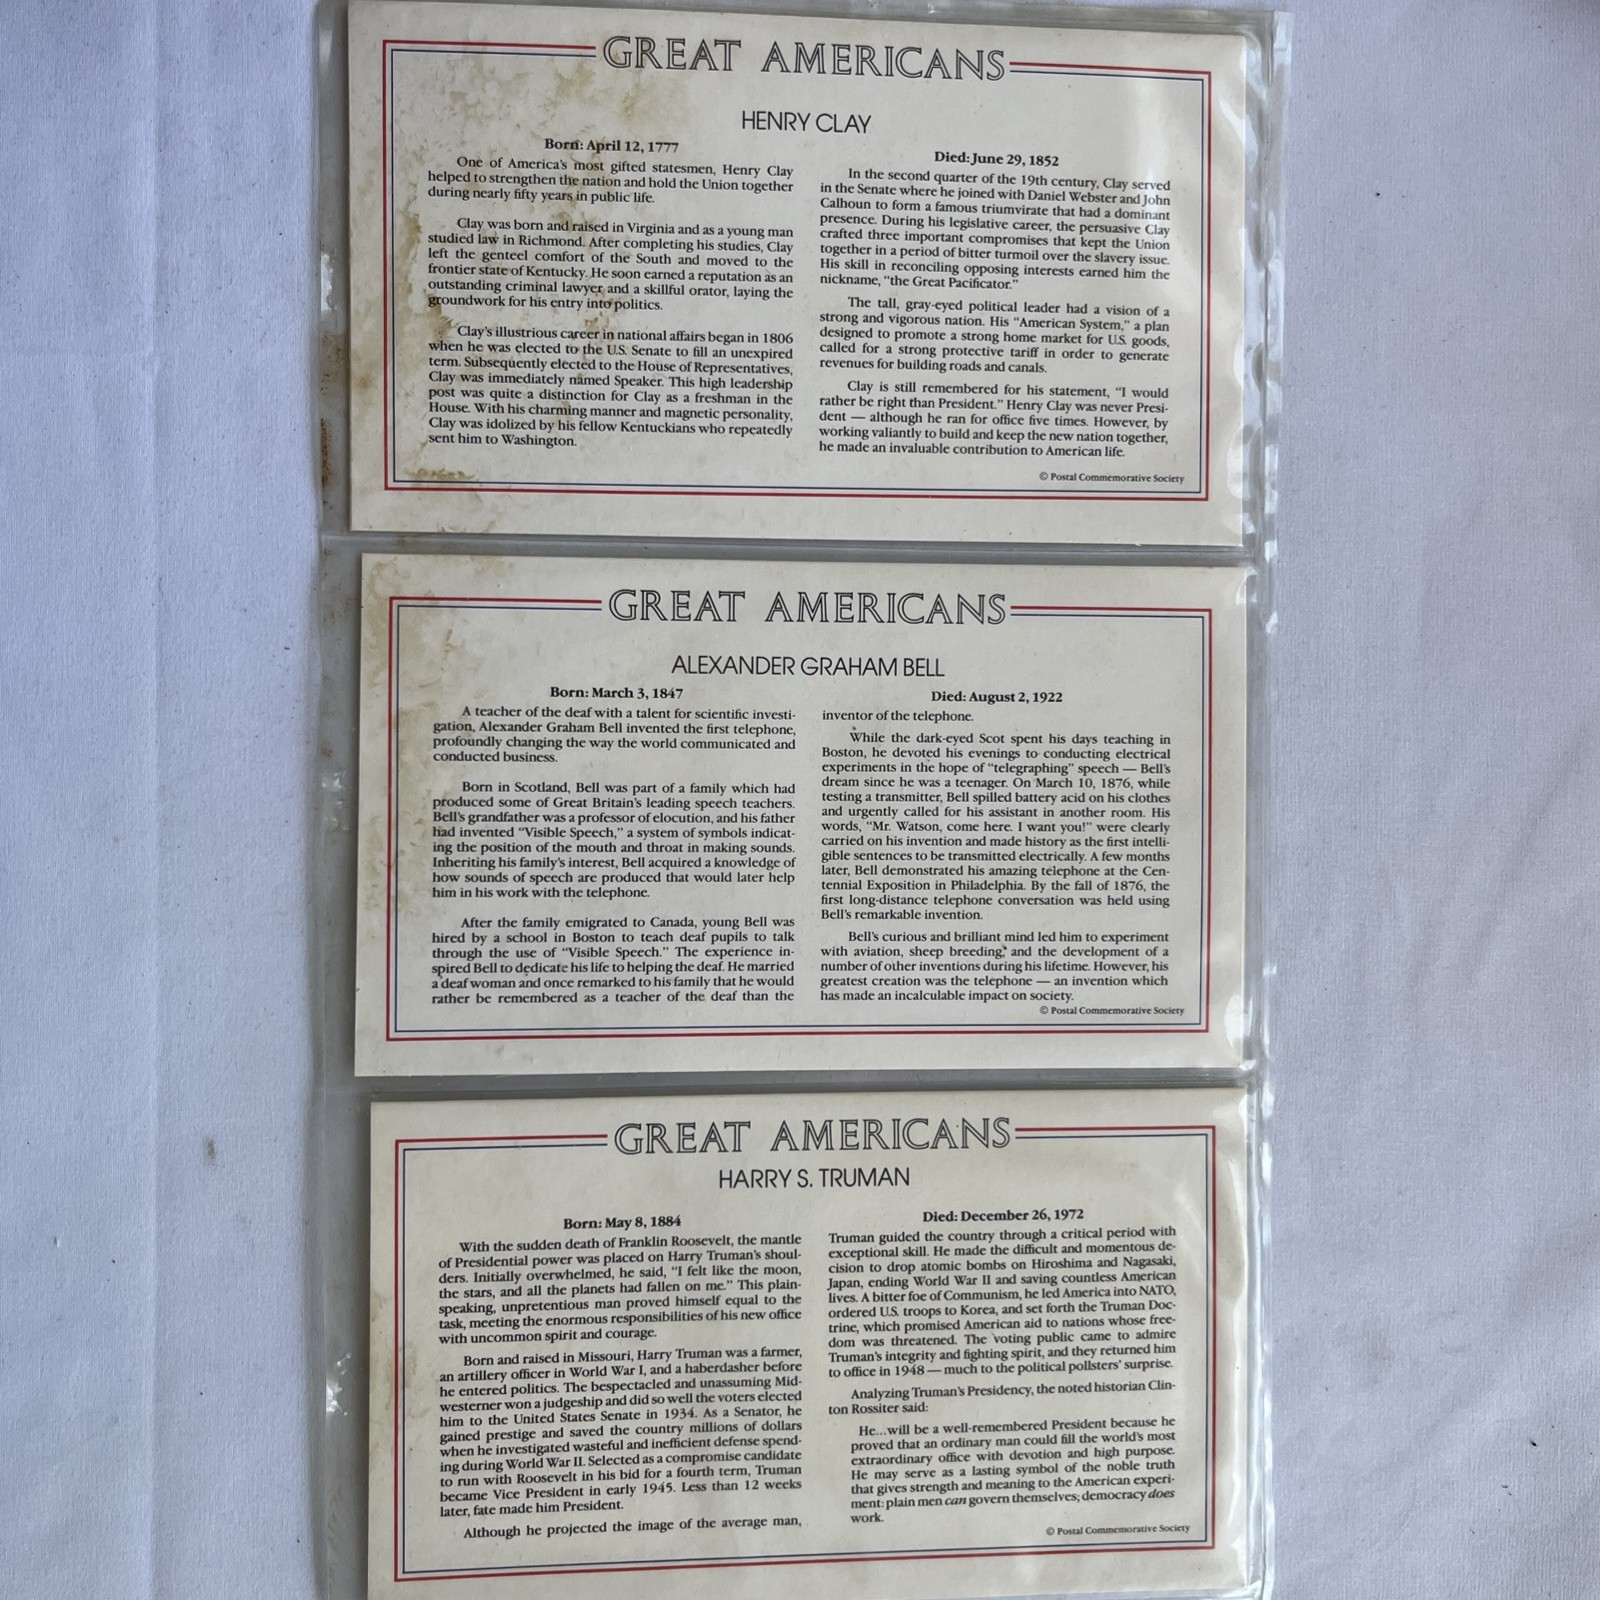 GREAT AMERICANS
HENRY CLAY
Born: April 12, 1777
One of America's most gifted statesmen, Henry Clay
helped to strengthen the nation and hold the Union together
during nearly fifty years in public life.
Clay was born and raised in Virginia and as a young man
studied law in Richmond. After completing his studies, Clay
left the genteel comfort of the South and moved to the
frontier state of Kentucky. He soon earned a reputation as an
outstanding criminal lawyer and a skillful orator, laying the
groundwork for his entry into politics.
Clay's illustrious career in national affairs began in 1806
when he was elected to the U.S. Senate to fill an unexpired
term. Subsequently elected to the House of Representatives,
Clay was immediately named Speaker. This high leadership
post was quite a distinction for Clay as a freshman in the
House. With his charming manner and magnetic personality,
Clay was idolized by his fellow Kentuckians who repeatedly
sent him to Washington.
Died: June 29, 1852
In the second quarter of the 19th century, Clay served
in the Senate where he joined with Daniel Webster and John
Calhoun to form a famous triumvirate that had a dominant
presence. During his legislative career, the persuasive Clay
crafted three important compromises that kept the Union
together in a period of bitter turmoil over the slavery issue.
His skill in reconciling opposing interests earned him the
nickname, "the Great Pacificator."
The tall, gray-eyed political leader had a vision of a
strong and vigorous nation. His "American System," a plan
designed to promote a strong home market for U.S. goods,
called for a strong protective tariff in order to generate
revenues for building roads and canals.
Clay is still remembered for his statement, "I would
rather be right than President." Henry Clay was never Presi-
dent — although he ran for office five times. However, by
working valiantly to build and keep the new nation together,
he made an invaluable contribution to American life.
© Postal Commemorative Society
GREAT AMERICANS
ALEXANDER GRAHAM BELL
Born: March 3, 1847
A teacher of the deaf with a talent for scientific investi-
gation, Alexander Graham Bell invented the first telephone,
profoundly changing the way the world communicated and
conducted business.
Born in Scotland, Bell was part of a family which had
produced some of Great Britain's leading speech teachers.
Bell's grandfather was a professor of elocution, and his father
had invented "Visible Speech," a system of symbols indicat-
ing the position of the mouth and throat in making sounds.
Inheriting his family's interest, Bell acquired a knowledge of
how sounds of speech are produced that would later help
him in his work with the telephone.
After the family emigrated to Canada, young Bell was
hired by a school in Boston to teach deaf pupils to talk
through the use of "Visible Speech." The experience in-
spired Bell to dedicate his life to helping the deaf. He married
a deaf woman and once remarked to his family that he would
rather be remembered as a teacher of the deaf than the
Died: August 2, 1922
inventor of the telephone.
While the dark-eyed Scot spent his days teaching in
Boston, he devoted his evenings to conducting electrical
experiments in the hope of "telegraphing" speech — Bell's
dream since he was a teenager. On March 10, 1876, while
testing a transmitter, Bell spilled battery acid on his clothes
and urgently called for his assistant in another room. His
words, "Mr. Watson, come here. I want you!" were clearly
carried on his invention and made history as the first intelli-
gible sentences to be transmitted electrically. A few months
later, Bell demonstrated his amazing telephone at the Cen-
tennial Exposition in Philadelphia. By the fall of 1876, the
first long-distance telephone conversation was held using
Bell's remarkable invention.
Bell's curious and brilliant mind led him to experiment
with aviation, sheep breeding, and the development of a
number of other inventions during his lifetime. However, his
greatest creation was the telephone — an invention which
has made an incalculable impact on society.
© Postal Commemorative Society
GREAT AMERICANS
HARRY S. TRUMAN
Born: May 8, 1884
With the sudden death of Franklin Roosevelt, the mantle
of Presidential power was placed on Harry Truman's shoul-
ders. Initially overwhelmed, he said, "I felt like the moon,
the stars, and all the planets had fallen on me." This plain-
speaking, unpretentious man proved himself equal to the
task, meeting the enormous responsibilities of his new office
with uncommon spirit and courage.
Born and raised in Missouri, Harry Truman was a farmer,
an artillery officer in World War I, and a haberdasher before
he entered politics. The bespectacled and unassuming Mid-
westerner won a judgeship and did so well the voters elected
him to the United States Senate in 1934. As a Senator, he
gained prestige and saved the country millions of dollars
when he investigated wasteful and inefficient defense spend-
ing during World War II. Selected as a compromise candidate
to run with Roosevelt in his bid for a fourth term, Truman
became Vice President in early 1945. Less than 12 weeks
later, fate made him President.
Although he projected the image of the average man,
Died: December 26, 1972
Truman guided the country through a critical period with
exceptional skill. He made the difficult and momentous de-
cision to drop atomic bombs on Hiroshima and Nagasaki,
Japan, ending World War II and saving countless American
lives. A bitter foe of Communism, he led America into NATO,
ordered U.S. troops to Korea, and set forth the Truman Doc-
trine, which promised American aid to nations whose free-
dom was threatened. The voting public came to admire
Truman's integrity and fighting spirit, and they returned him
to office in 1948 — much to the political pollsters' surprise.
Analyzing Truman's Presidency, the noted historian Clin-
ton Rossiter said:
He...will be a well-remembered President because he
proved that an ordinary man could fill the world's most
extraordinary office with devotion and high purpose.
He may serve as a lasting symbol of the noble truth
that gives strength and meaning to the American experi-
ment: plain men can govern themselves; democracy does
work.
© Postal Commemorative Society